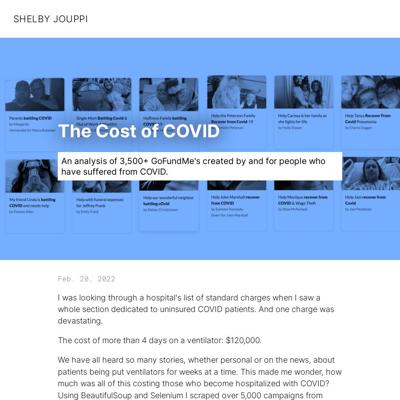 SHELBY JOUPPI
Parents battling COVID
Single Mom Battling Covid
Huffman Family battling
Help the Peterson Family
Recover from Covid
Help Carissa & her family as
she fights for life.
Help Tanya Recover from
Covid Pneumonia
The Cost of COVID
An analysis of 3,500+ GoFundMe's created by and for people who
have suffered from COVID.
My friend Linda's is battling
COVID and needs help
Help with funeral expenses
for Jeffrey Frank
Help our wonderful neighbor
battling cOvid
Help John Marshall recover
from COVID
Help Monique recover from
COVID & Wage Theft
Help Jaci recover from
Covid
Feb. 20, 2022
I was looking through a hospital's list of standard charges when I saw a
whole section dedicated to uninsured COVID patients. And one charge was
devastating.
The cost of more than 4 days on a ventilator: $120,000.
We have all heard so many stories, whether personal or on the news, about
patients being put ventilators for weeks at a time. This made me wonder, how
much was all of this costing those who become hospitalized with COVID?
Using BeautifulSoup and Selenium I scraped over 5,000 campaigns from